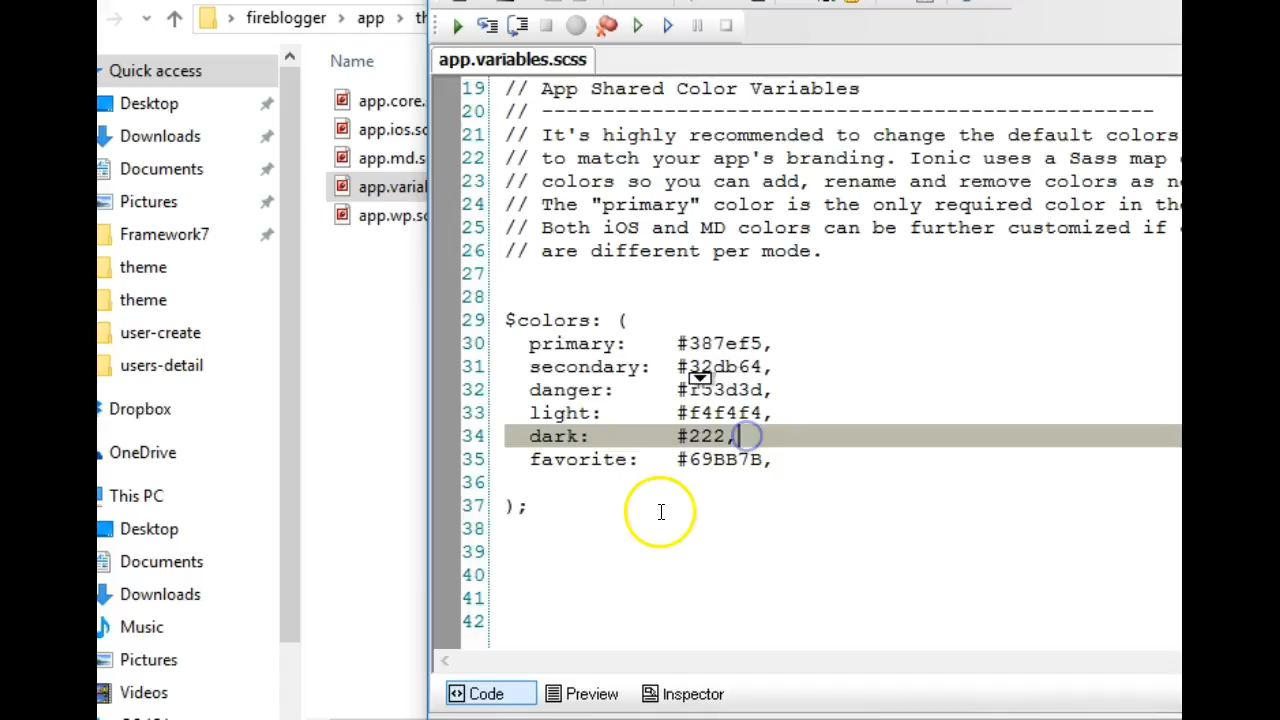 fireblogger
app
Quick access
Desktop
Downloads
Documents
Pictures
Framework7
theme
theme
user-create
users-detail
Dropbox
OneDrive
This PC
Desktop
Documents
Downloads
Music
Pictures
Videos
Name
app.core.
app.ios.sc
app.md.s
app.varial
app.wp.sc
app.variables.scss
19 // App Shared Color Variables
20 // --------------------------------------------------
21 // It's highly recommended to change the default colors
22 // to match your app's branding. Ionic uses a Sass map
23 // colors so you can add, rename and remove colors as
24 // The "primary" color is the only required color in the
25 // Both iOS and MD colors can be further customized if
26 // are different per mode.
27
28
29 $colors: (
30 primary: #387ef5,
31 secondary: #32db64,
32 danger: #f53d3d,
33 light: #f4f4f4,
34 dark: #222,
35 favorite: #69BB7B,
36
37 );
38
39
40
41
42
Code
Preview
Inspector